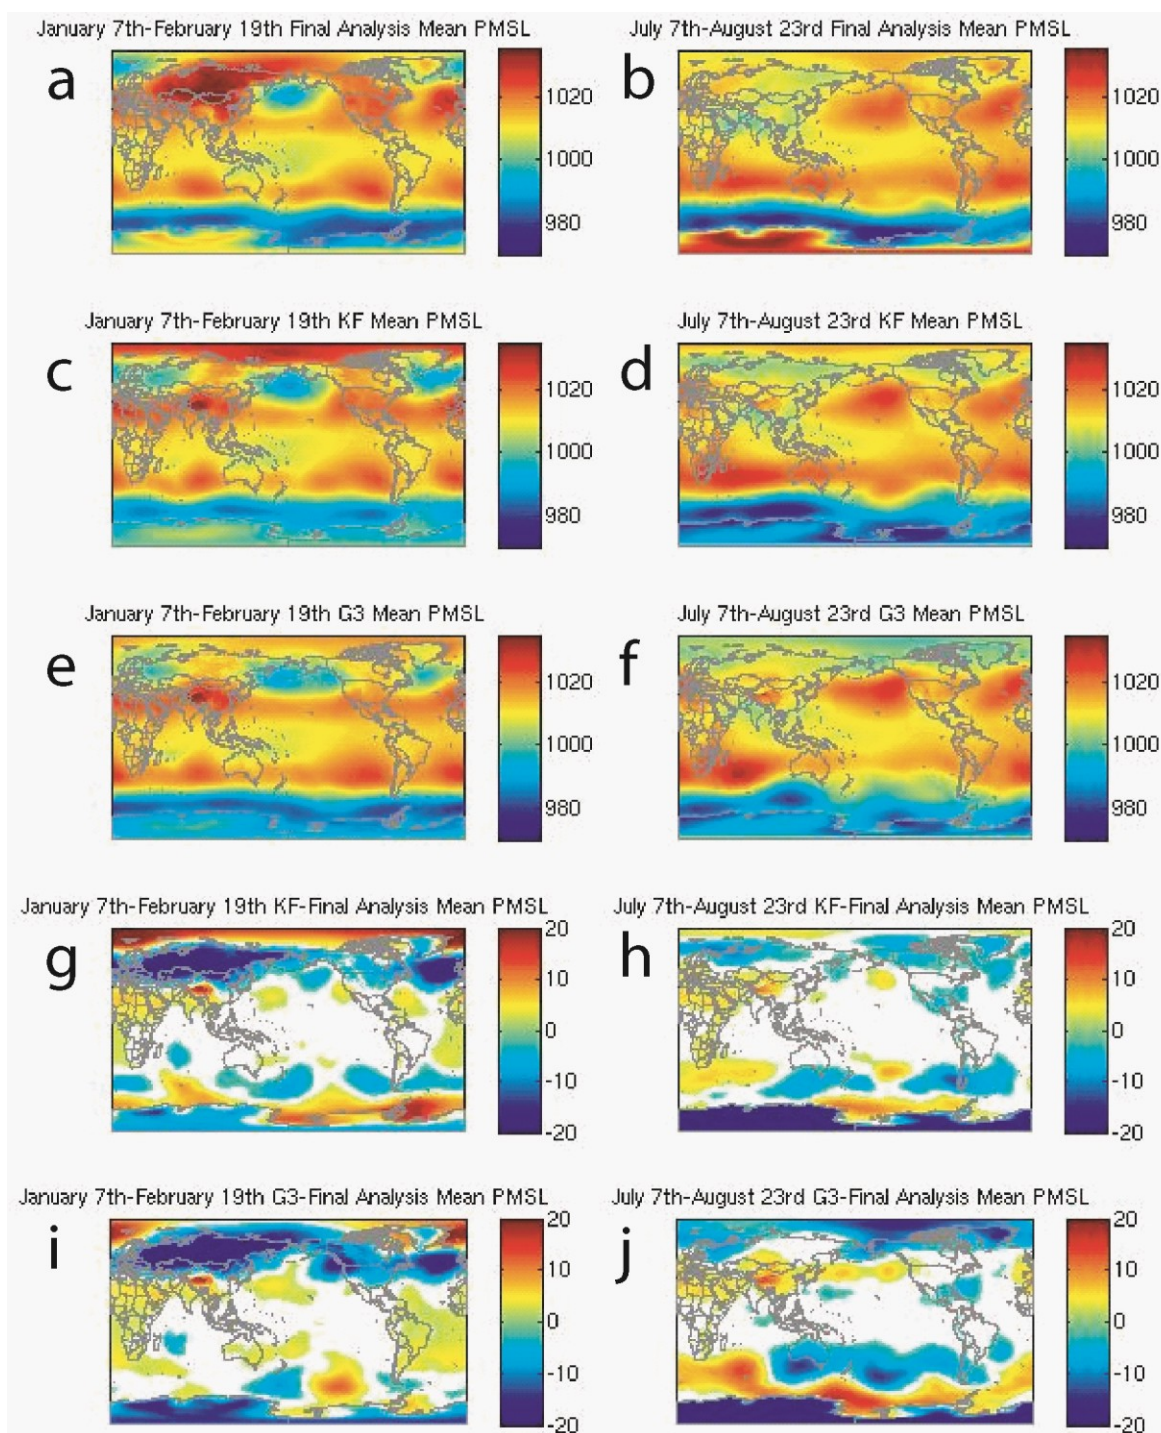 January 7th-February 19th Final Analysis Mean PMSL
a
1020
1000
980
July 7th-August 23rd Final Analysis Mean PMSL
b
1020
1000
980
January 7th-February 19th KF Mean PMSL
c
1020
1000
980
July 7th-August 23rd KF Mean PMSL
d
1020
1000
980
January 7th-February 19th G3 Mean PMSL
e
1020
1000
980
July 7th-August 23rd G3 Mean PMSL
f
1020
1000
980
January 7th-February 19th KF-Final Analysis Mean PMSL
g
20
10
0
-10
-20
July 7th-August 23rd KF-Final Analysis Mean PMSL
h
20
10
0
-10
-20
January 7th-February 19th G3-Final Analysis Mean PMSL
i
20
10
0
-10
-20
July 7th-August 23rd G3-Final Analysis Mean PMSL
j
20
10
0
-10
-20